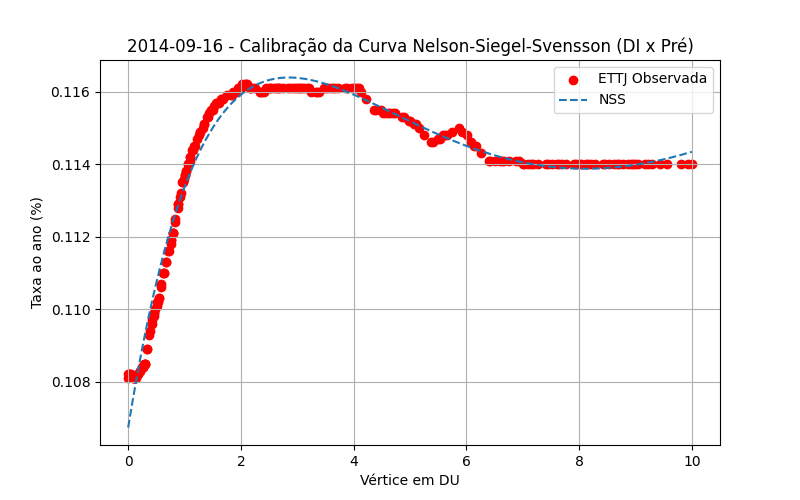 2014-09-16 - Calibração da Curva Nelson-Siegel-Svensson (DI x Pré)
ETTJ Observada
NSS
Taxa ao ano (%)
0.116
0.114
0.112
0.110
0.108
0 2 4 6 8 10
Vértice em DU